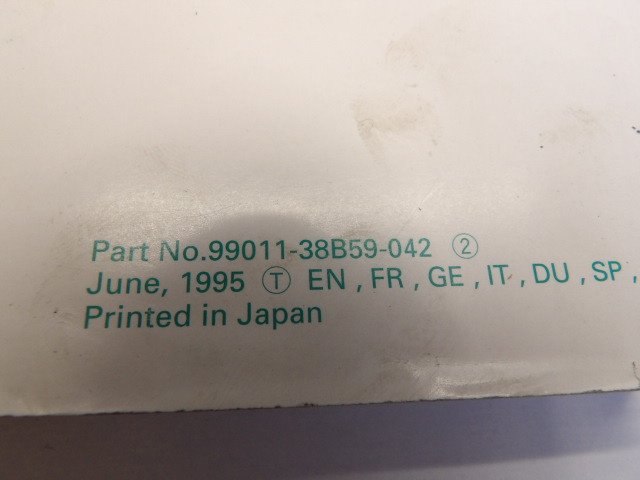 Part No.99011-38B59-042 ②
June, 1995 Ⓣ EN , FR , GE , IT , DU , SP ,
Printed in Japan